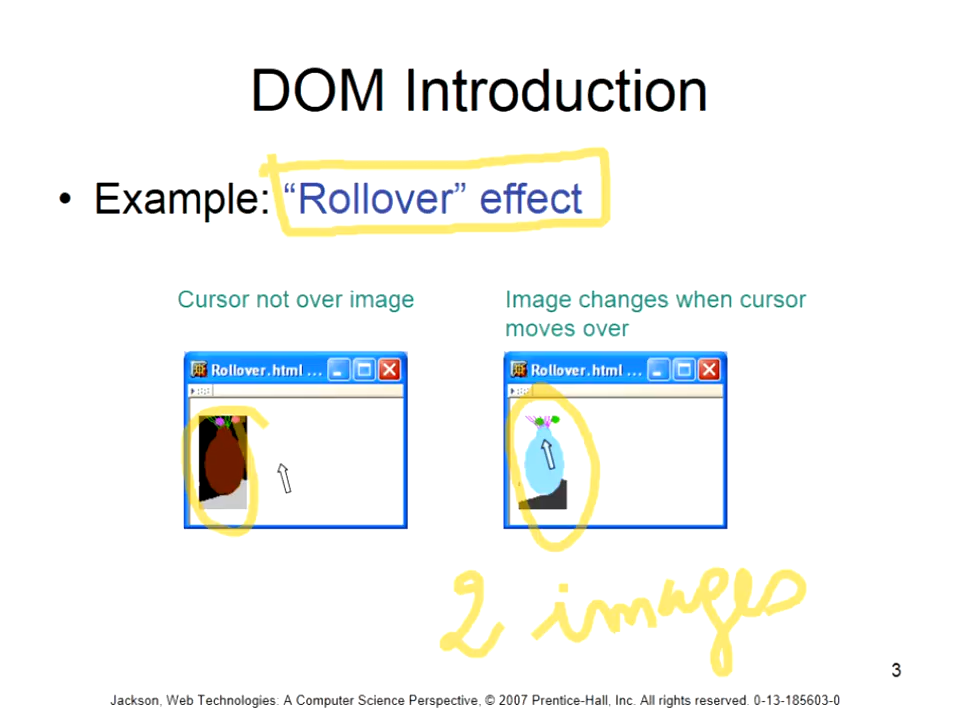 DOM Introduction
• Example: “Rollover” effect
Cursor not over image
Image changes when cursor
moves over
Rollover.html ...
Rollover.html ...
2 images
3
Jackson, Web Technologies: A Computer Science Perspective, © 2007 Prentice-Hall, Inc. All rights reserved. 0-13-185603-0